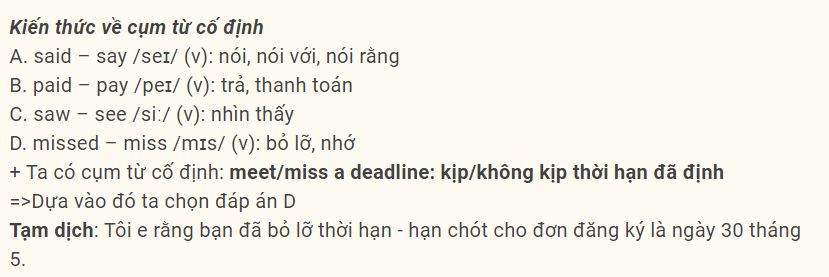 Kiến thức về cụm từ cố định
A. said – say /seɪ/ (v): nói, nói với, nói rằng
B. paid – pay /peɪ/ (v): trả, thanh toán
C. saw – see /siː/ (v): nhìn thấy
D. missed – miss /mɪs/ (v): bỏ lỡ, nhớ
+ Ta có cụm từ cố định: meet/miss a deadline: kịp/không kịp thời hạn đã định
=>Dựa vào đó ta chọn đáp án D
Tạm dịch: Tôi e rằng bạn đã bỏ lỡ thời hạn - hạn chót cho đơn đăng ký là ngày 30 tháng
5.